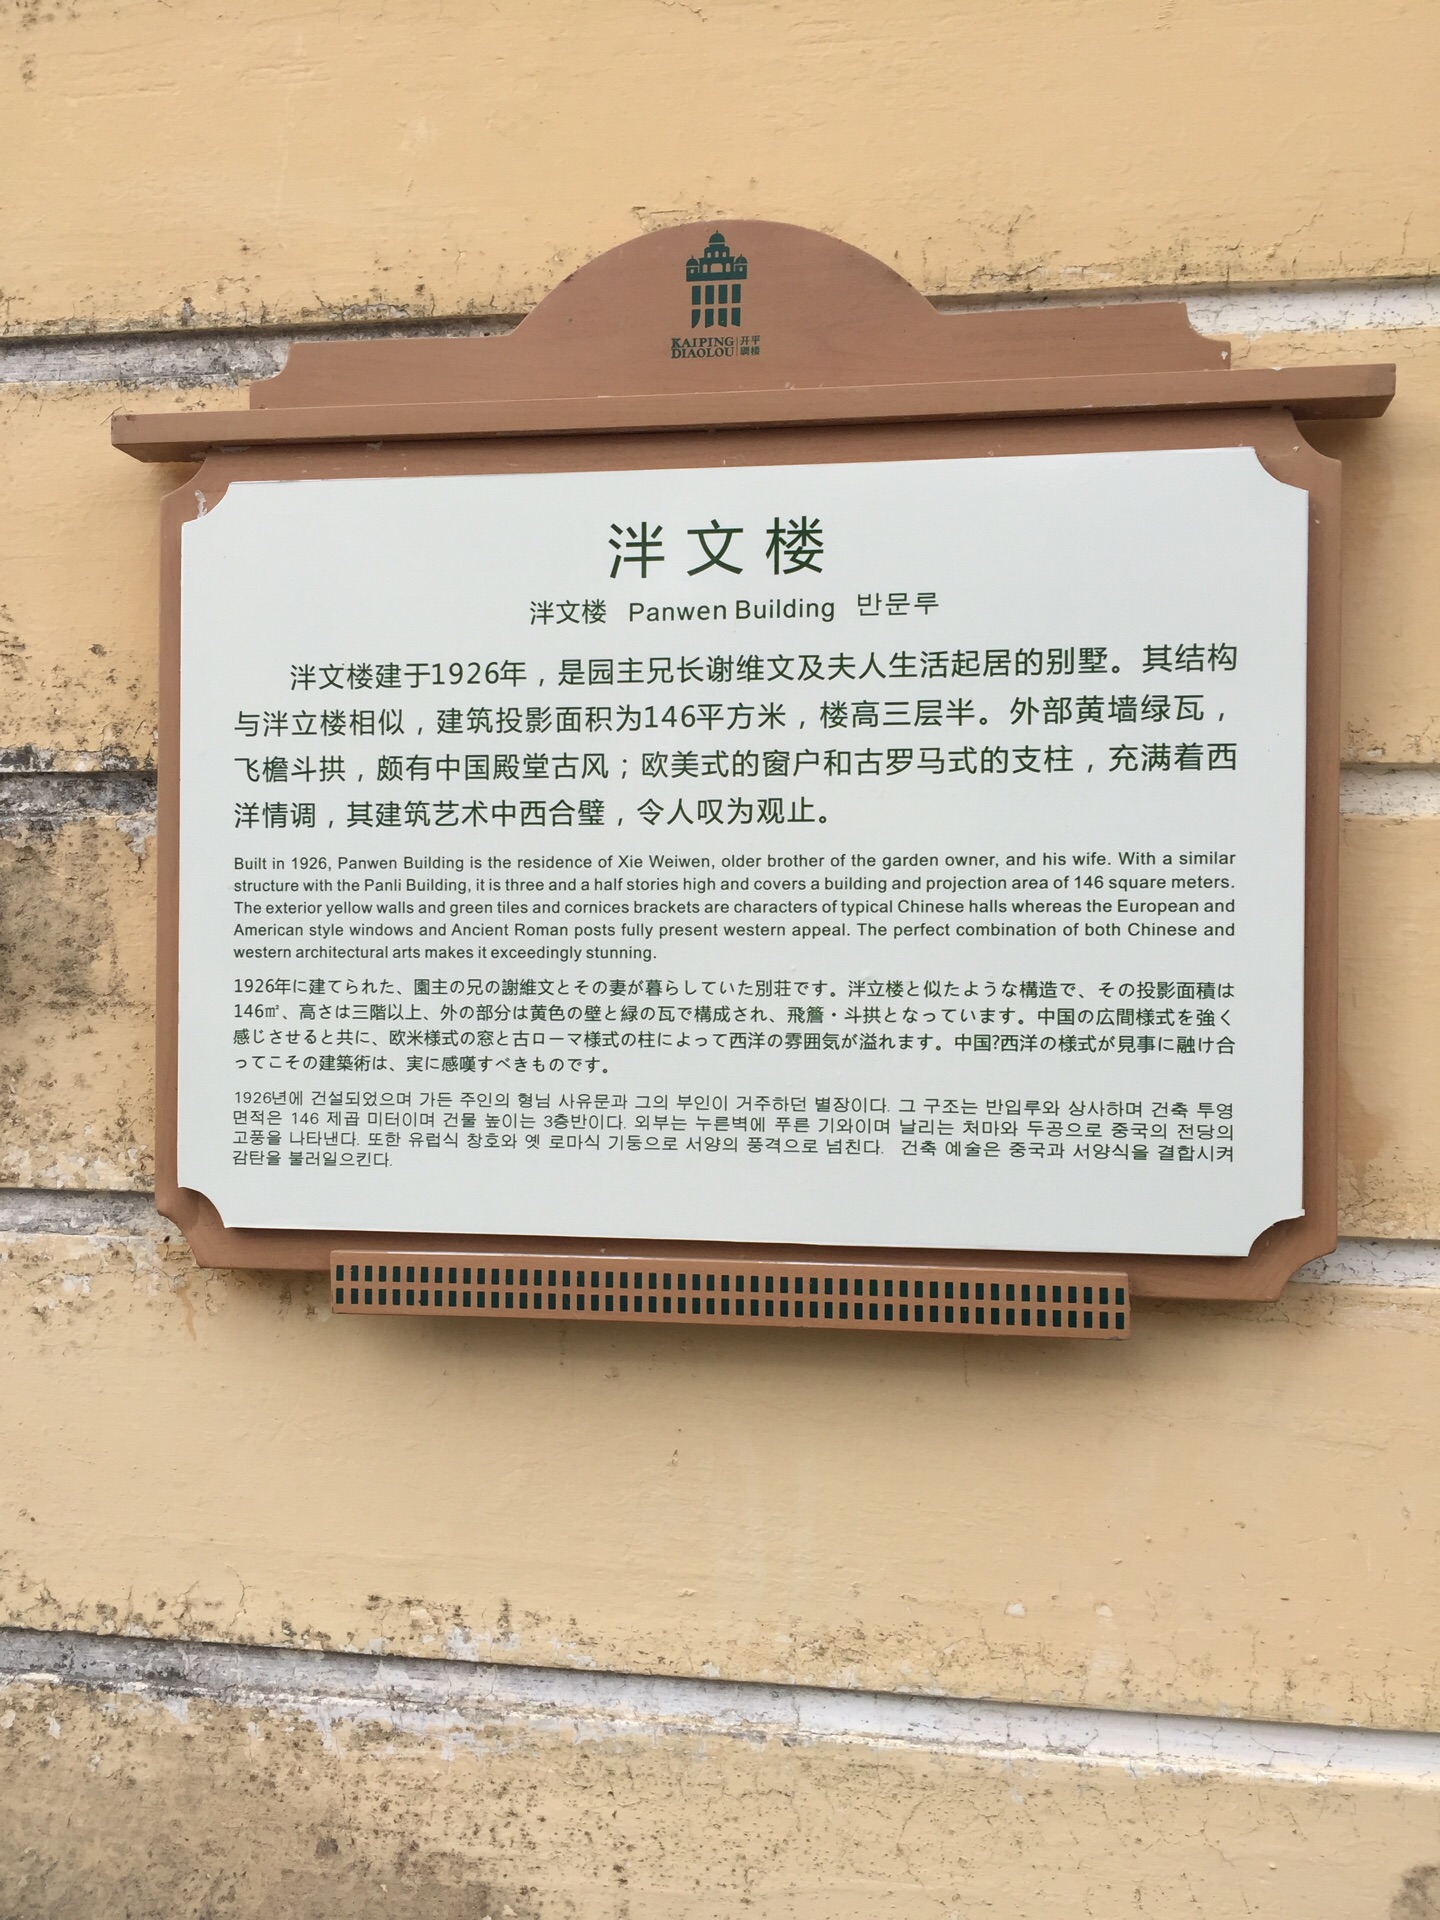 KAIPING 开平
DIAOLOU 碉楼
泮文楼
泮文楼 Panwen Building 반문루
泮文楼建于1926年，是园主兄长谢维文及夫人生活起居的别墅。其结构
与泮立楼相似，建筑投影面积为146平方米，楼高三层半。外部黄墙绿瓦，
飞檐斗拱，颇有中国殿堂古风；欧美式的窗户和古罗马式的支柱，充满着西
洋情调，其建筑艺术中西合璧，令人叹为观止。
Built in 1926, Panwen Building is the residence of Xie Weiwen, older brother of the garden owner, and his wife. With a similar
structure with the Panli Building, it is three and a half stories high and covers a building and projection area of 146 square meters.
The exterior yellow walls and green tiles and cornices brackets are characters of typical Chinese halls whereas the European and
American style windows and Ancient Roman posts fully present western appeal. The perfect combination of both Chinese and
western architectural arts makes it exceedingly stunning.
1926年に建てられた、園主の兄の謝維文とその妻が暮らしていた別荘です。泮立楼と似たような構造で、その投影面積は
146㎡、高さは三階以上、外の部分は黄色の壁と緑の瓦で構成され、飛簷・斗拱となっています。中国の広間様式を強く
感じさせると共に、欧米様式の窓と古ローマ様式の柱によって西洋の雰囲気が溢れます。中国?西洋の様式が見事に融け合
ってこその建築術は、実に感嘆すべきものです。
1926년에 건설되었으며 가든 주인의 형님 사유문과 그의 부인이 거주하던 별장이다. 그 구조는 반입루와 상사하며 건축 투영
면적은 146 제곱 미터이며 건물 높이는 3층반이다. 외부는 누른벽에 푸른 기와이며 날리는 처마와 두공으로 중국의 전당의
고풍을 나타낸다. 또한 유럽식 창호와 옛 로마식 기둥으로 서양의 풍격으로 넘친다. 건축 예술은 중국과 서양식을 결합시켜
감탄을 불러일으킨다.